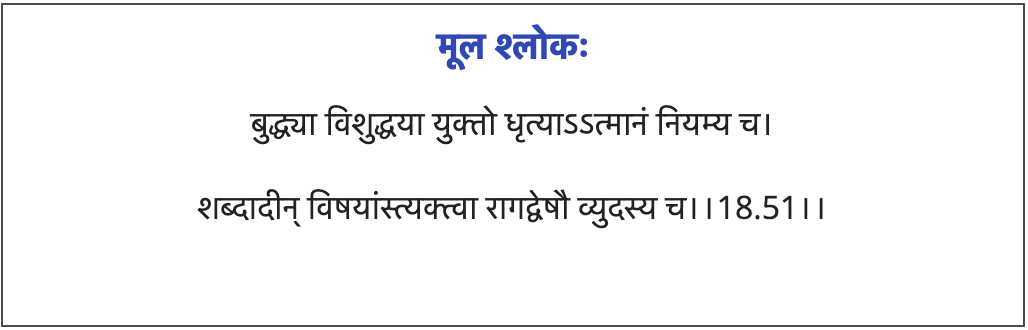 मूल श्लोकः
बुद्ध्या विशुद्धया युक्तो धृत्याऽऽत्मानं नियम्य च।
शब्दादीन् विषयांस्त्यक्त्वा रागद्वेषौ व्युदस्य च।।18.51।।